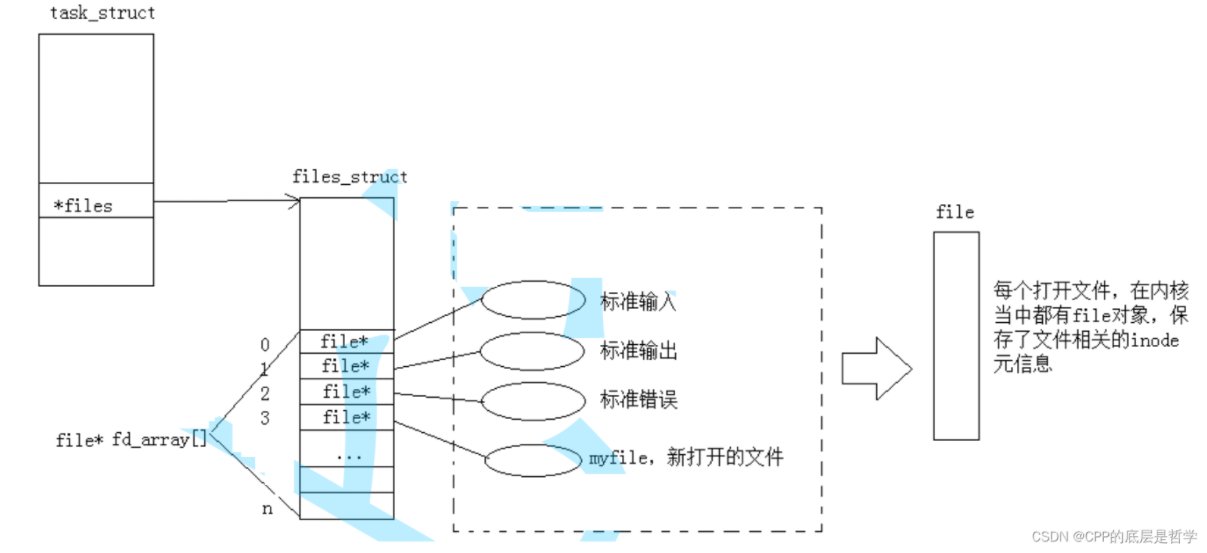 task_struct
*files
files_struct
file
0 file*
1 file*
2 file*
3 file*
...
n
file* fd_array[]
标准输入
标准输出
标准错误
myfile，新打开的文件
每个打开文件，在内核
当中都有file对象，保
存了文件相关的inode
元信息
CSDN @CPP的底层是哲学